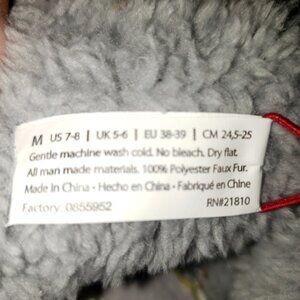 M US 7-8 | UK 5-6 | EU 38-39 | CM 24,5-25
Gentle machine wash cold. No bleach. Dry flat.
All man made materials. 100% Polyester Faux Fur.
Made in China • Hecho en China • Fabriqué en Chine
Factory: 0855952 RN#21810